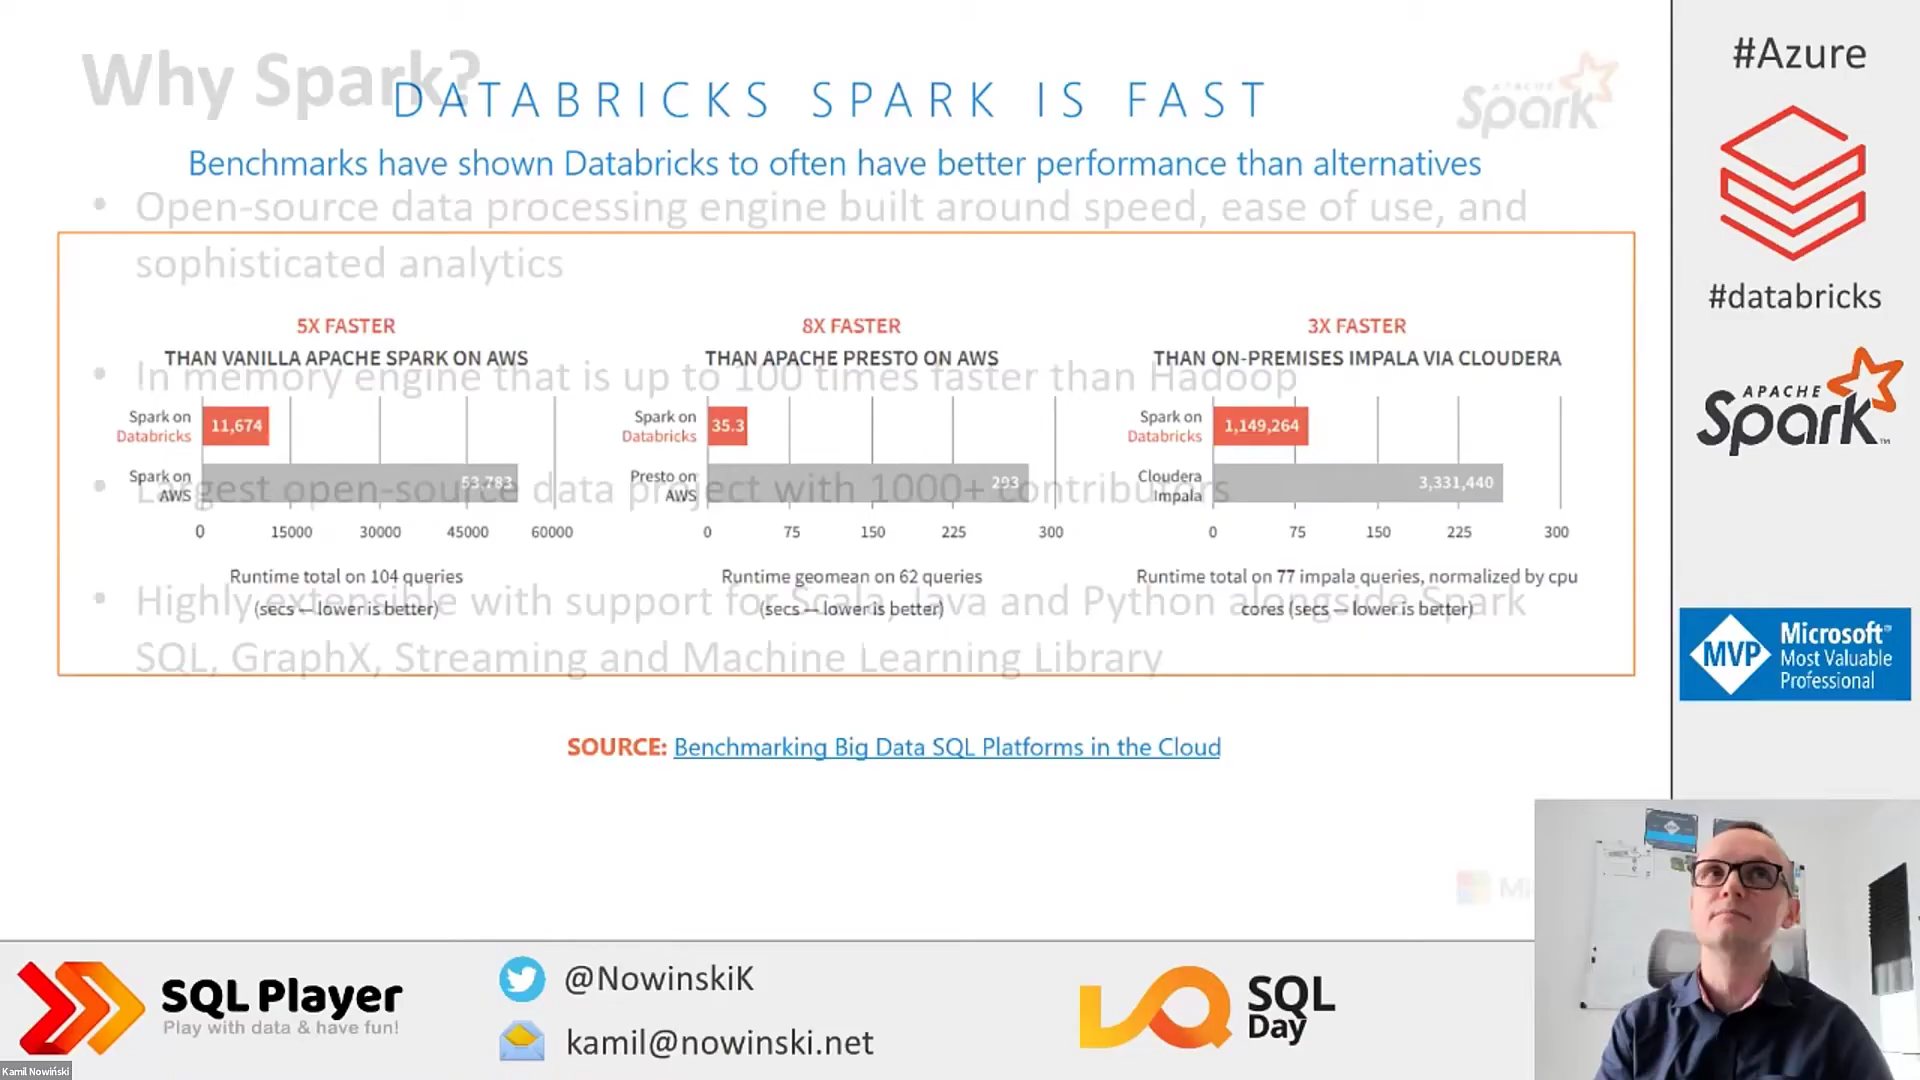 Why Spark?
DATABRICKS SPARK IS FAST
APACHE
Spark
Benchmarks have shown Databricks to often have better performance than alternatives
• Open-source data processing engine built around speed, ease of use, and
sophisticated analytics
5X FASTER
THAN VANILLA APACHE SPARK ON AWS
8X FASTER
THAN APACHE PRESTO ON AWS
3X FASTER
THAN ON-PREMISES IMPALA VIA CLOUDERA
• In memory engine that is up to 100 times faster than Hadoop
Spark on
Databricks
11,674
Spark on
AWS
53.783
0 15000 30000 45000 60000
Runtime total on 104 queries
(secs — lower is better)
Spark on
Databricks
35.3
Presto on
AWS
293
0 75 150 225 300
Runtime geomean on 62 queries
(secs — lower is better)
Spark on
Databricks
1,149,264
Cloudera
Impala
3,331,440
0 75 150 225 300
Runtime total on 77 impala queries, normalized by cpu
cores (secs — lower is better)
• Largest open-source data project with 1000+ contributors
• Highly extensible with support for Scala, Java and Python alongside Spark
SQL, GraphX, Streaming and Machine Learning Library
SOURCE: Benchmarking Big Data SQL Platforms in the Cloud
#Azure
#databricks
APACHE
Spark™
MVP
Microsoft®
Most Valuable
Professional
SQL Player
Play with data & have fun!
@NowinskiK
kamil@nowinski.net
SQL
Day
Kamil Nowiński